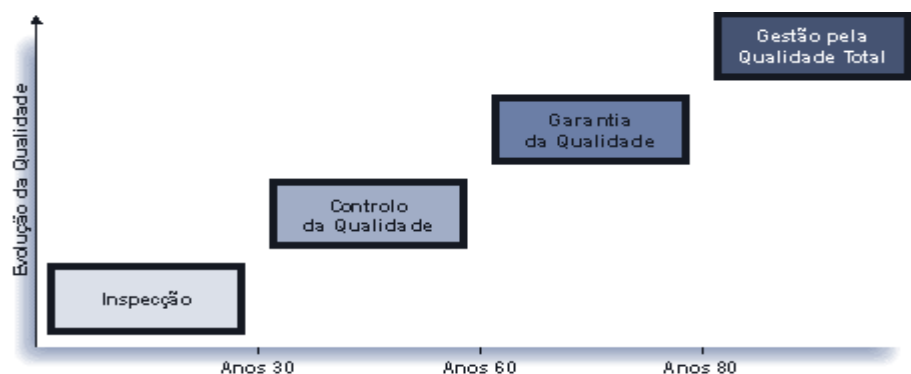 Gestão pela
Qualidade Total
Garantia
da Qualidade
Controlo
da Qualidade
Inspecção
Evolução da Qualidade
Anos 30
Anos 60
Anos 80